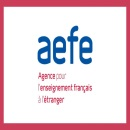 aefe
Agence pour
l'enseignement français
à l'étranger